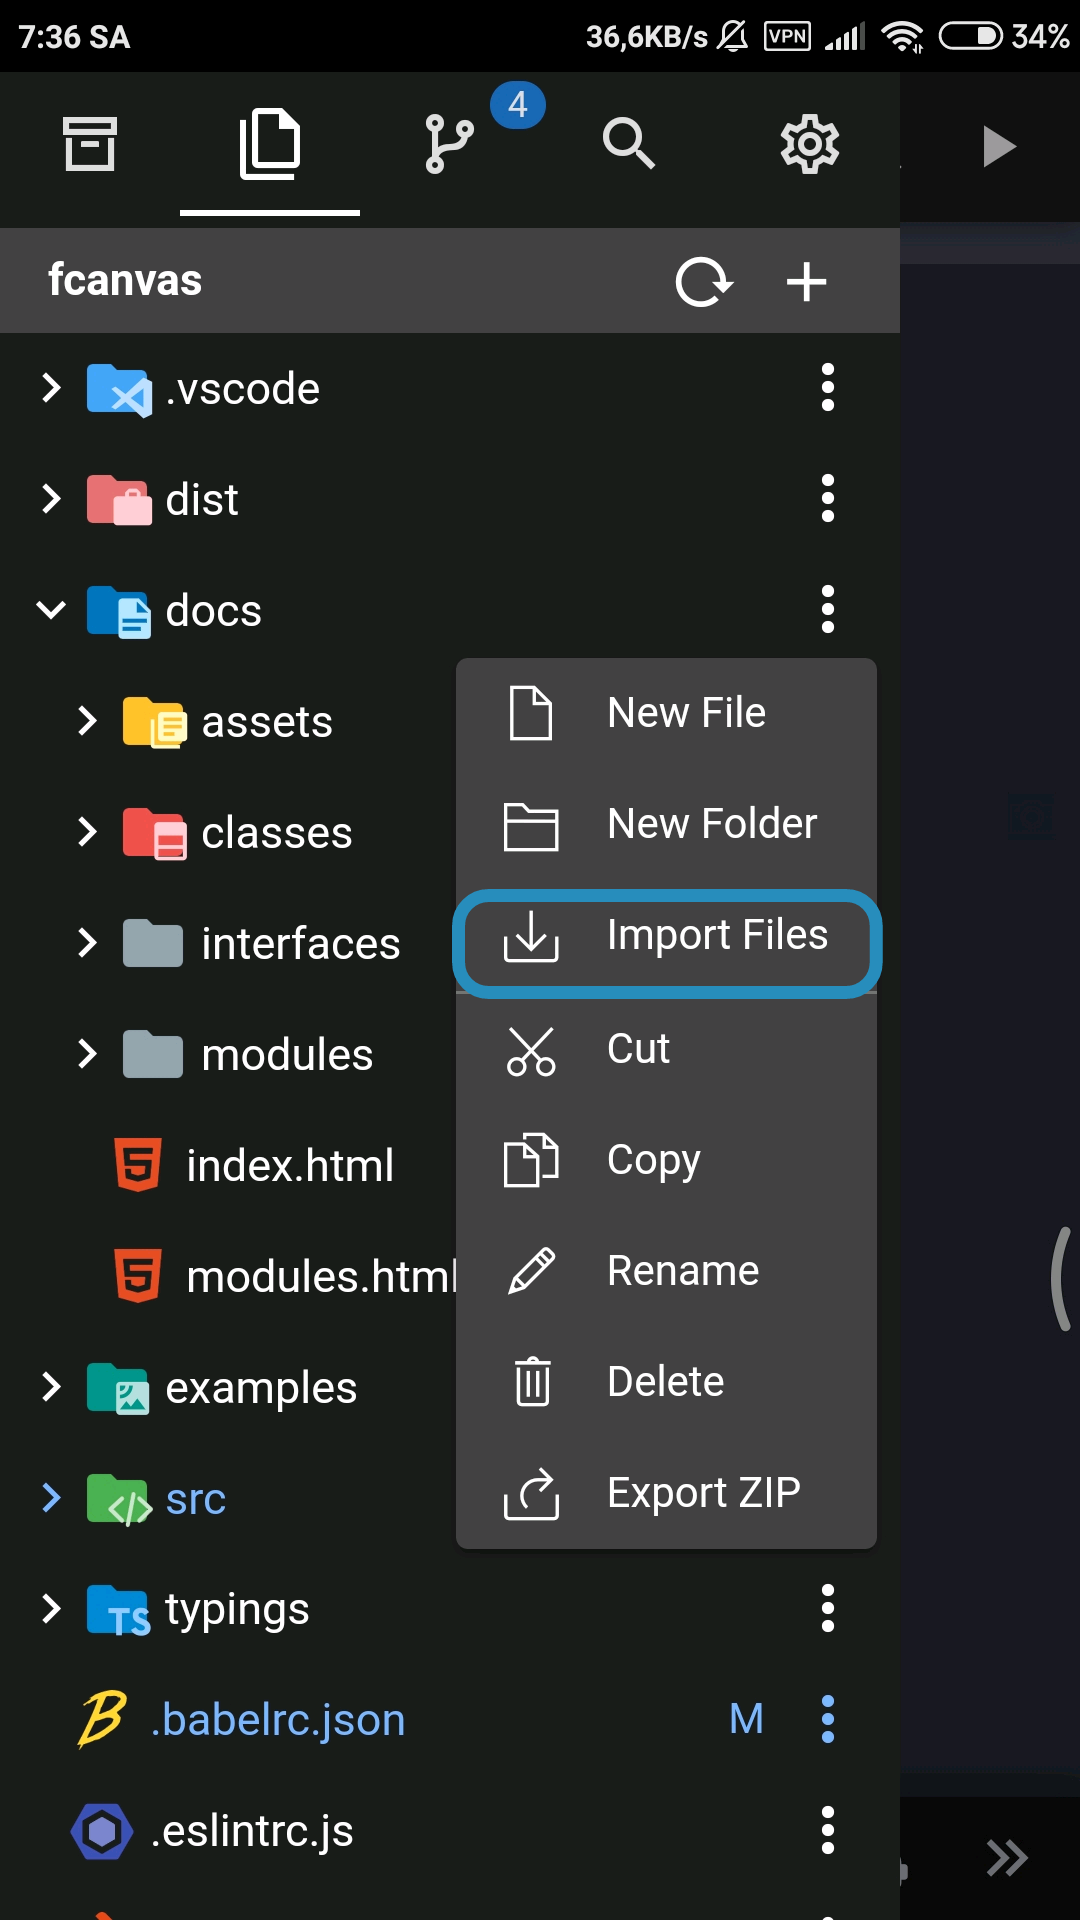 7:36 SA
36,6KB/s VPN 34%
4
fcanvas
.vscode
dist
docs
assets
classes
interfaces
modules
index.html
modules.html
New File
New Folder
Import Files
Cut
Copy
Rename
Delete
Export ZIP
examples
src
TS typings
.babelrc.json M
.eslintrc.js